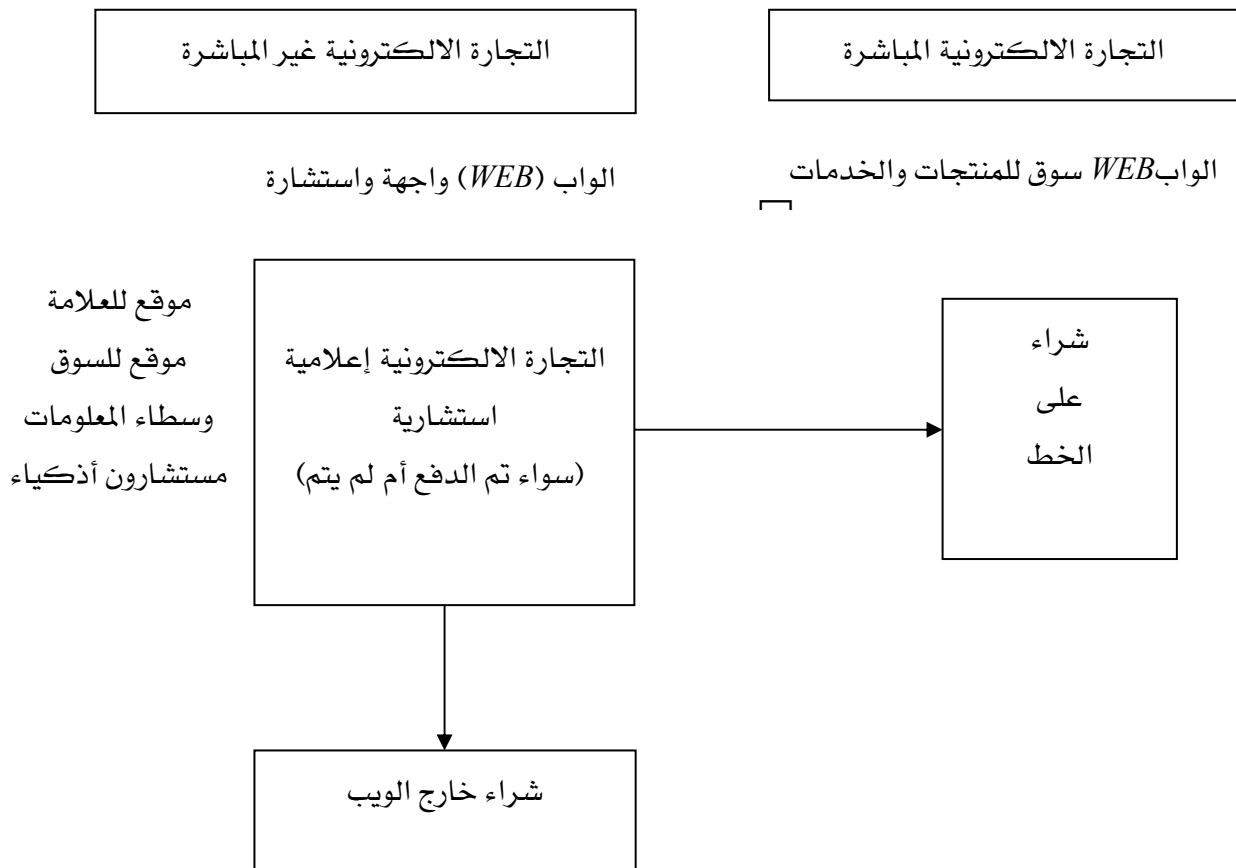 التجارة الالكترونية المباشرة
التجارة الالكترونية غير المباشرة
الوابWEB سوق للمنتجات والخدمات
الواب (WEB) واجهة واستشارة
شراء
على
الخط
التجارة الالكترونية إعلامية
استشارية
(سواء تم الدفع أم لم يتم)
موقع للعلامة
موقع للسوق
وسطاء المعلومات
مستشارون أذكياء
شراء خارج الويب